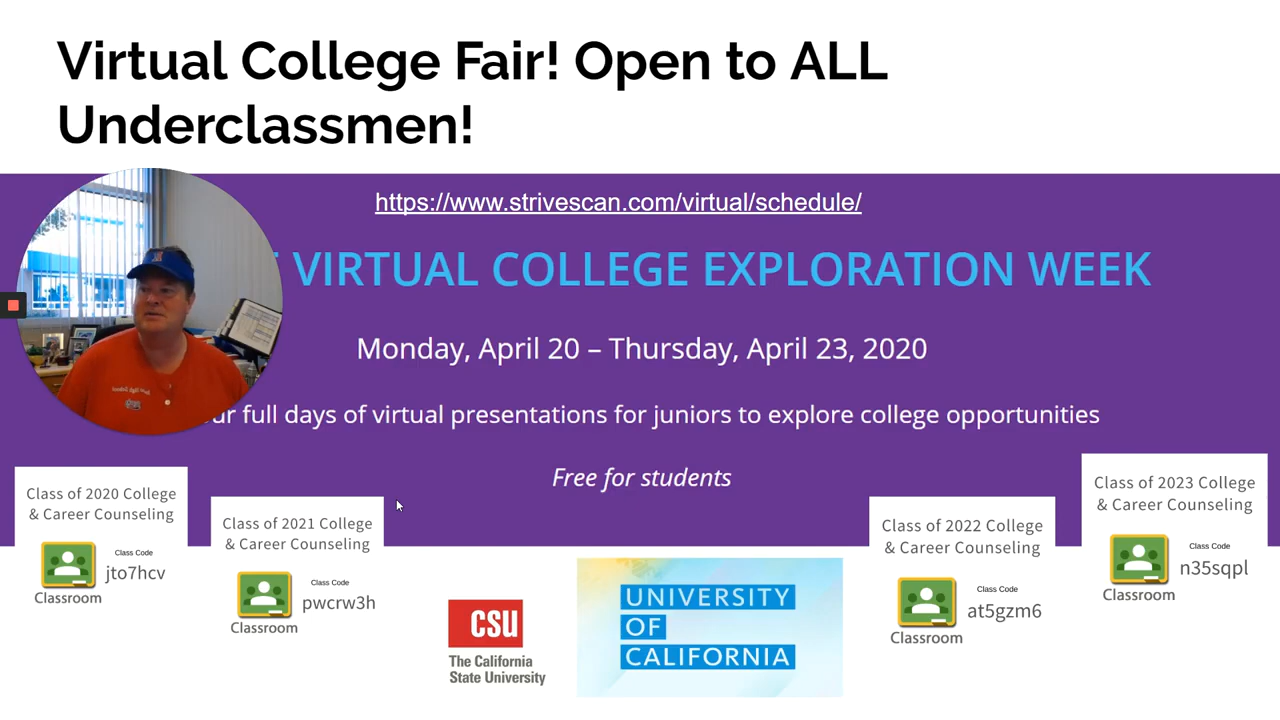 Virtual College Fair! Open to ALL
Underclassmen!
https://www.strivescan.com/virtual/schedule/
VIRTUAL COLLEGE EXPLORATION WEEK
Monday, April 20 – Thursday, April 23, 2020
full days of virtual presentations for juniors to explore college opportunities
Free for students
Class of 2020 College
& Career Counseling
Class Code
jto7hcv
Classroom
Class of 2021 College
& Career Counseling
Class Code
pwcrw3h
Classroom
CSU
The California
State University
UNIVERSITY
OF
CALIFORNIA
Class of 2022 College
& Career Counseling
Class Code
at5gzm6
Classroom
Class of 2023 College
& Career Counseling
Class Code
n35sqpl
Classroom